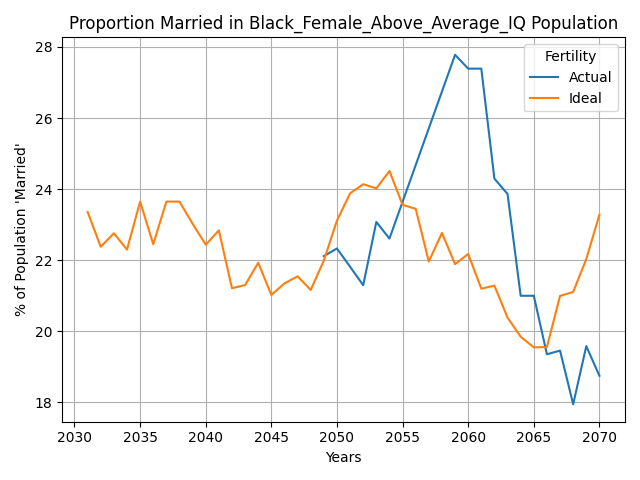 Proportion Married in Black_Female_Above_Average_IQ Population
% of Population 'Married'
28
26
24
22
20
18
Fertility
Actual
Ideal
2030 2035 2040 2045 2050 2055 2060 2065 2070
Years